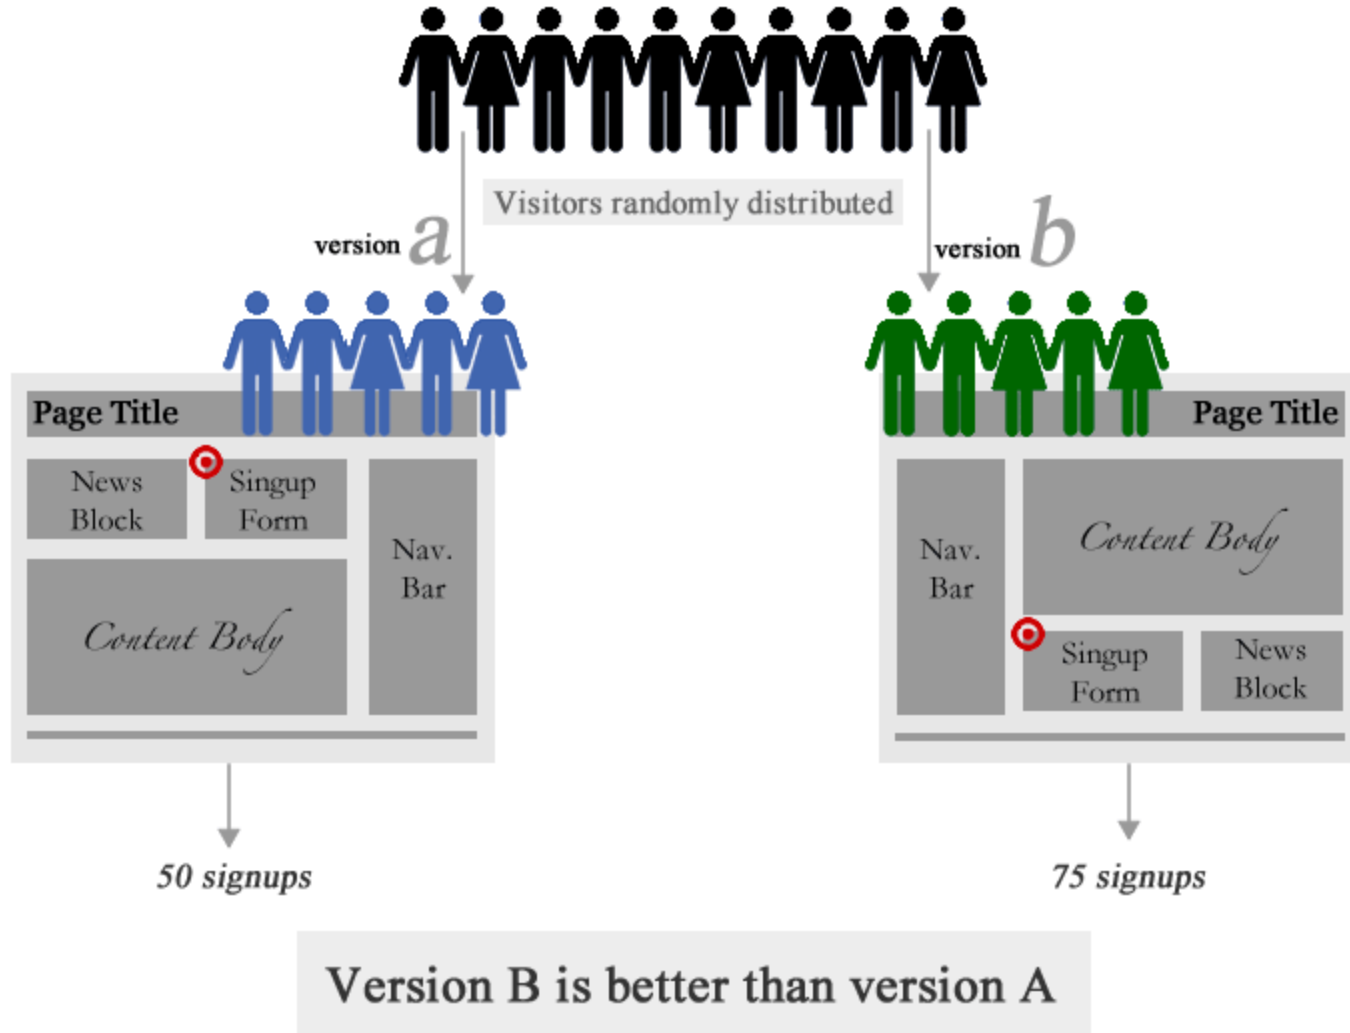 Visitors randomly distributed
version a
version b
Page Title
News
Block
Singup
Form
Nav.
Bar
Content Body
Page Title
Nav.
Bar
Content Body
Singup
Form
News
Block
50 signups
75 signups
Version B is better than version A